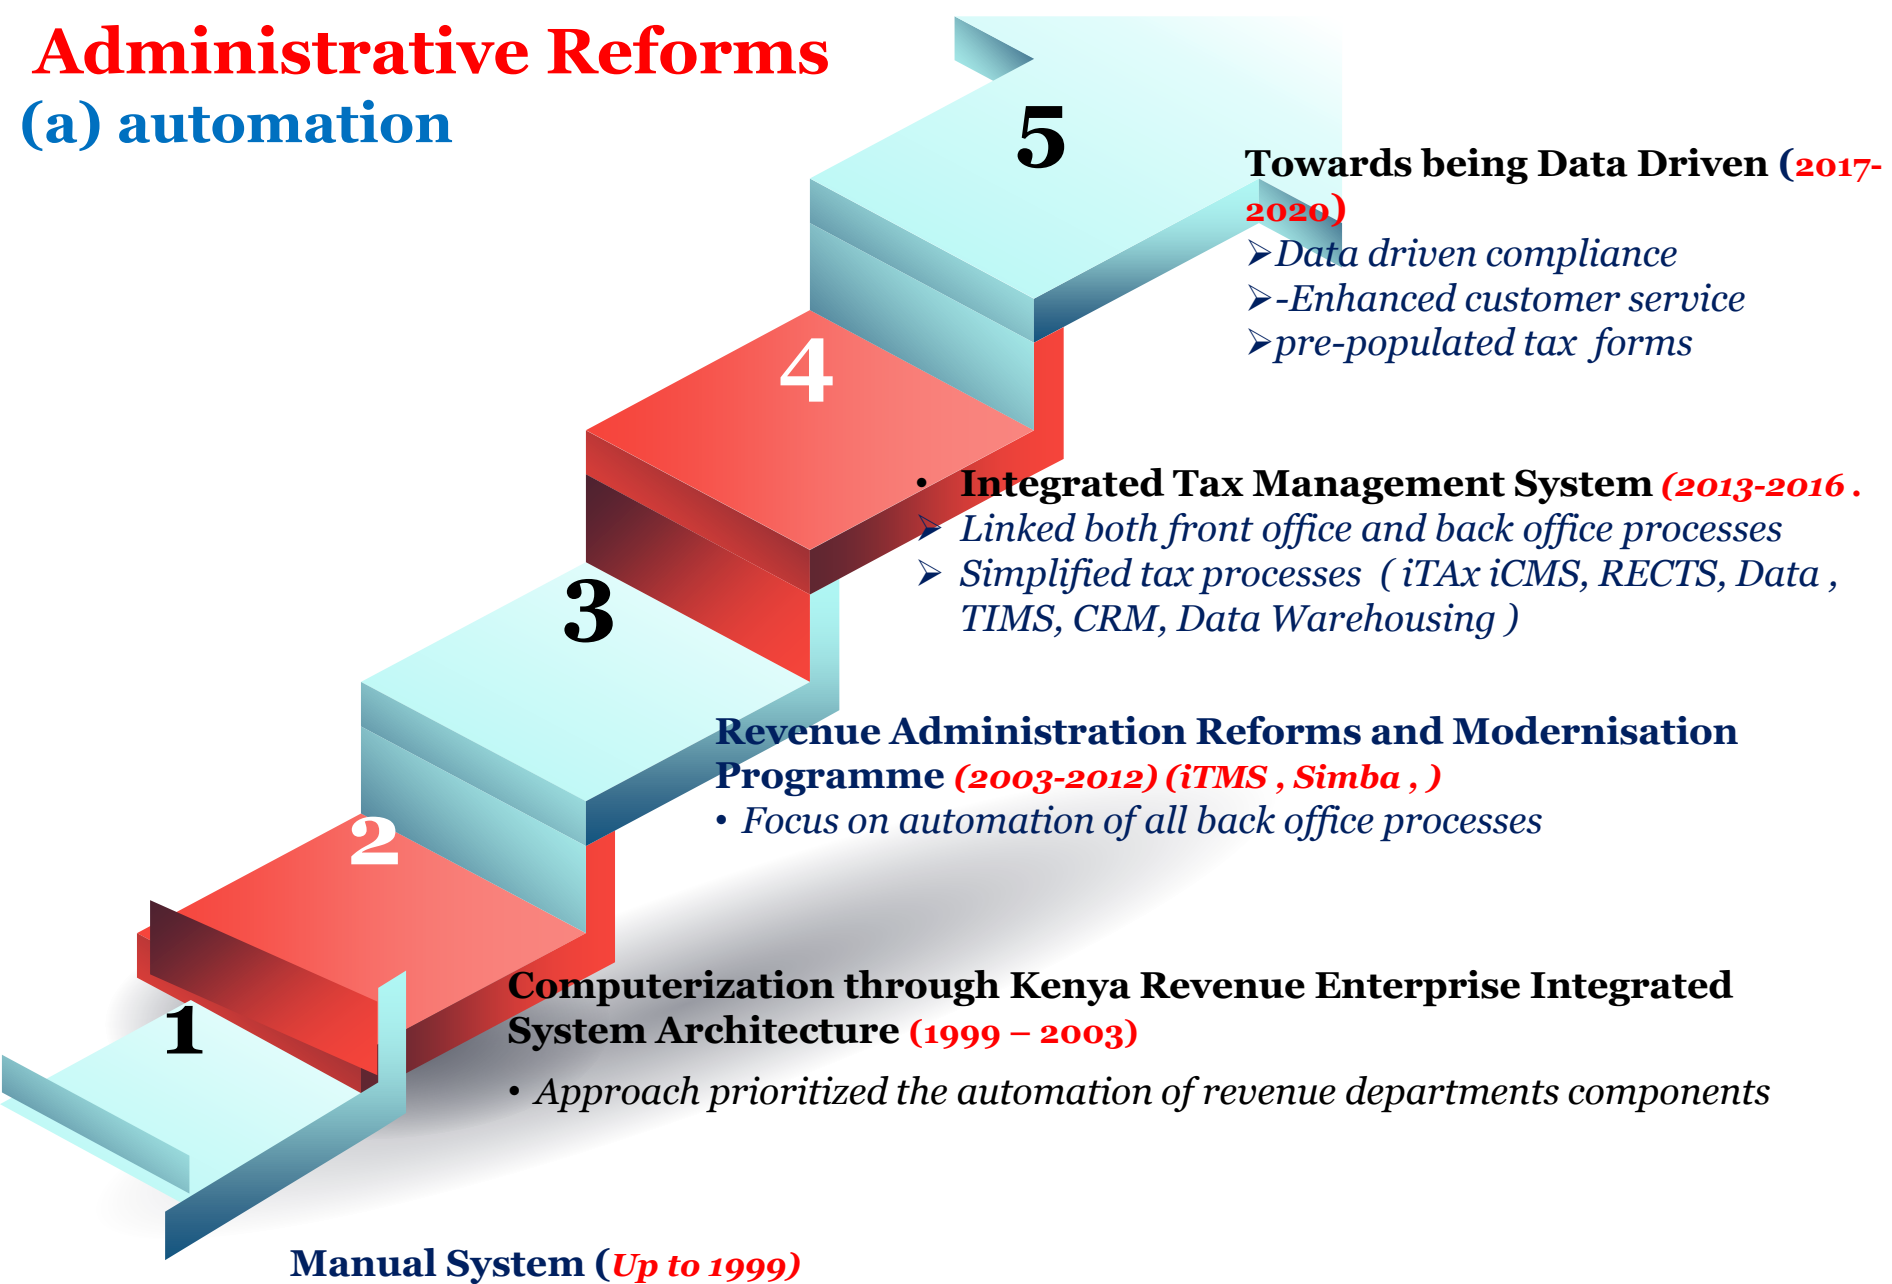 Administrative Reforms
(a) automation
5
Towards being Data Driven (2017-
2020)
➢Data driven compliance
➢-Enhanced customer service
➢pre-populated tax  forms
4
• Integrated Tax Management System (2013-2016 .
➢ Linked both front office and back office processes
➢ Simplified tax processes  ( iTAx iCMS, RECTS, Data ,
TIMS, CRM, Data Warehousing )
3
Revenue Administration Reforms and Modernisation
Programme (2003-2012) (iTMS , Simba , )
• Focus on automation of all back office processes
2
Computerization through Kenya Revenue Enterprise Integrated
System Architecture (1999 – 2003)
• Approach prioritized the automation of revenue departments components
1
Manual System (Up to 1999)